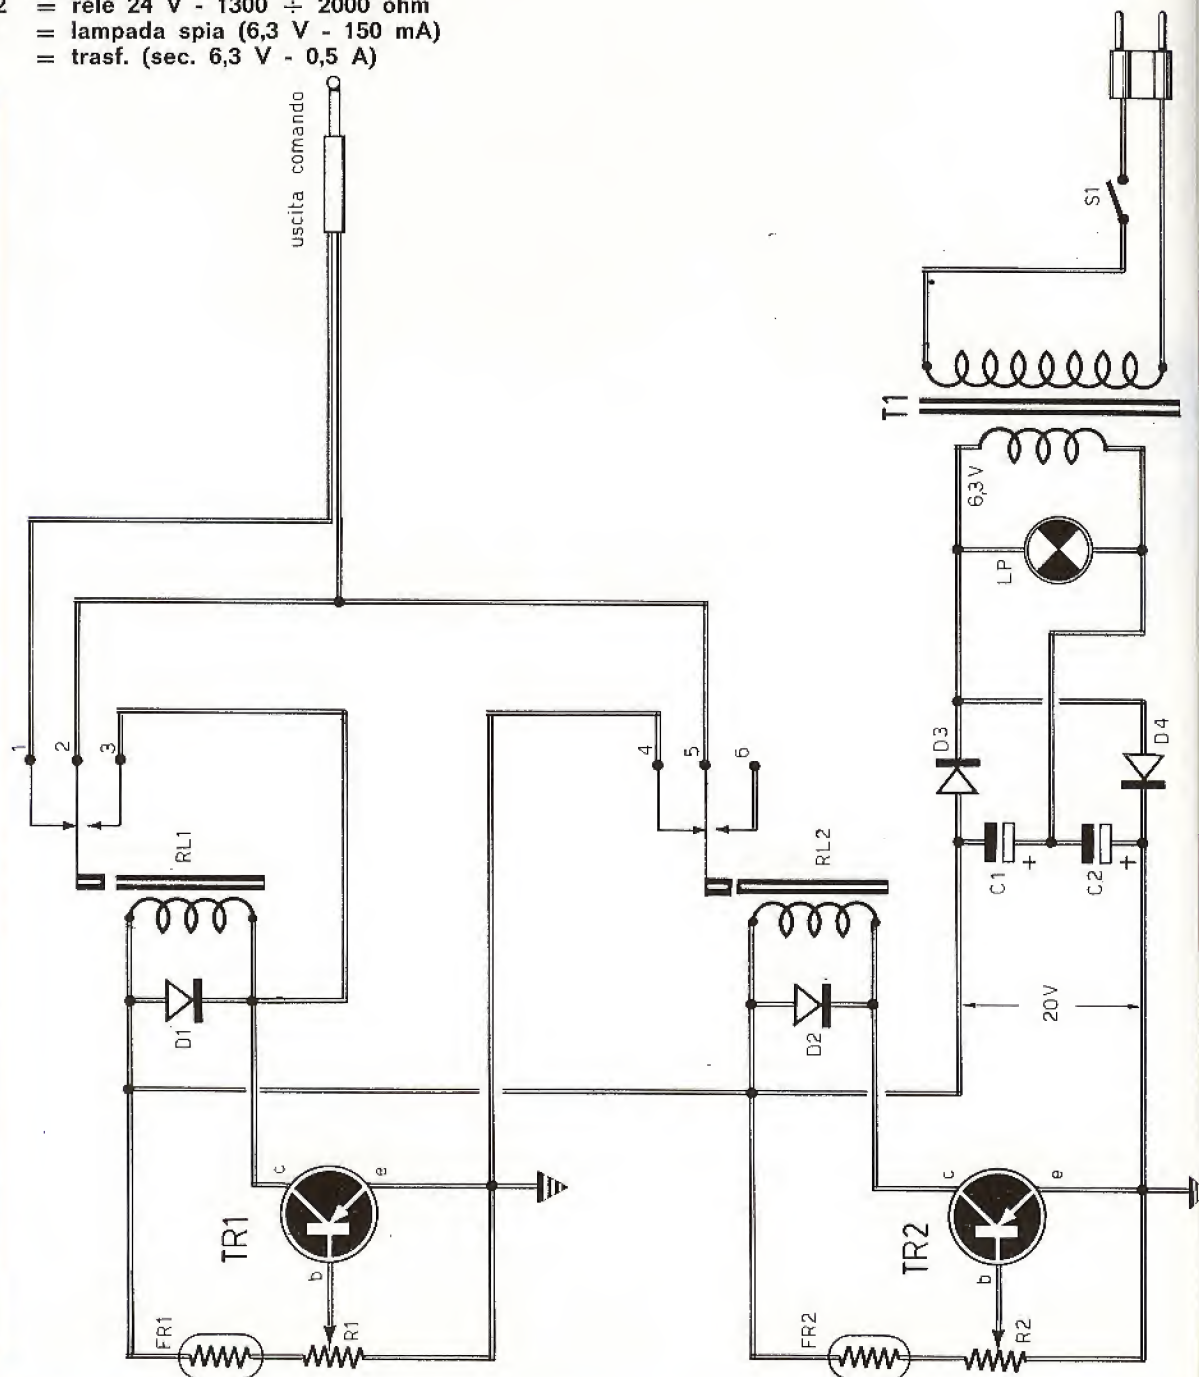 2 = relè 24 V - 1300 ÷ 2000 ohm
= lampada spia (6,3 V - 150 mA)
= trasf. (sec. 6,3 V - 0,5 A)
uscita comando
S1
T1
6,3 V
LP
1
2
3
4
5
6
D3
D4
RL1
RL2
C1
+
C2
+
D1
D2
20V
c
e
b
TR1
c
e
b
TR2
FR1
R1
FR2
R2